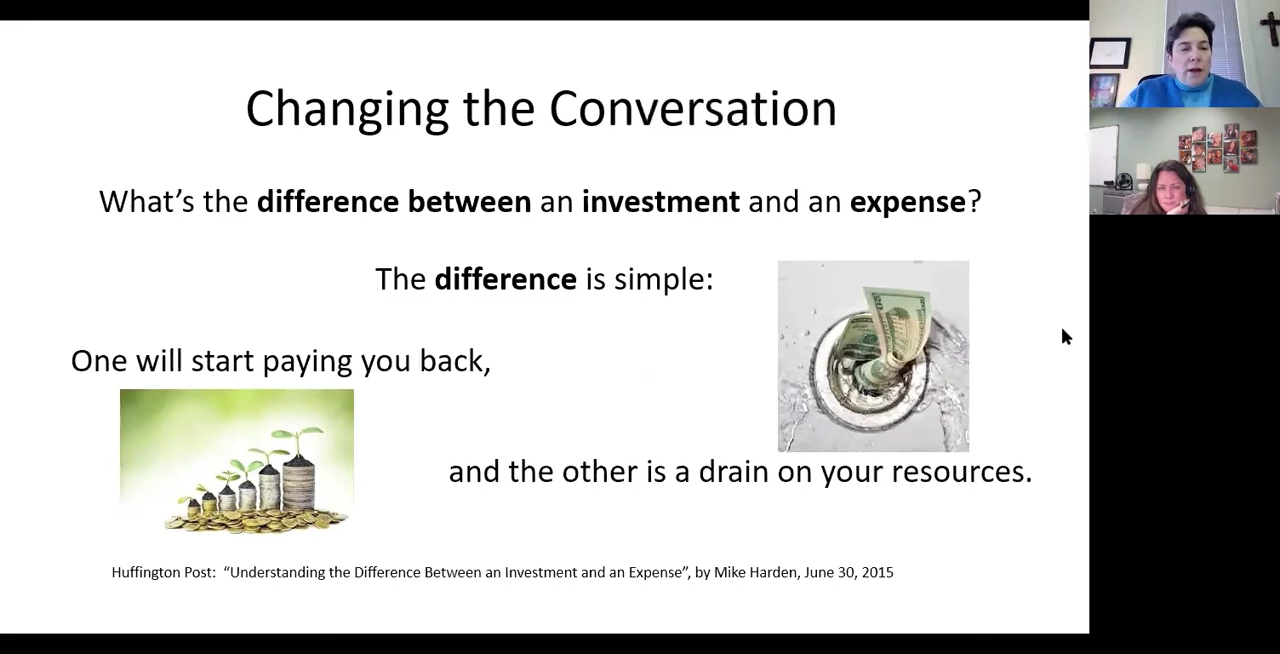 Changing the Conversation
What’s the difference between an investment and an expense?
The difference is simple:
One will start paying you back,
and the other is a drain on your resources.
Huffington Post:  “Understanding the Difference Between an Investment and an Expense”, by Mike Harden, June 30, 2015